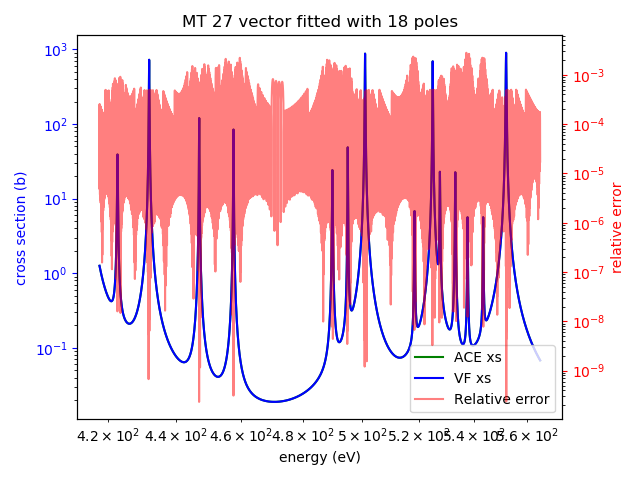 MT 27 vector fitted with 18 poles
cross section (b)
10³
10²
10¹
10⁰
10⁻¹
10⁻³
10⁻⁴
10⁻⁵
10⁻⁶
10⁻⁷
10⁻⁸
10⁻⁹
relative error
ACE xs
VF xs
Relative error
4.2 × 10² 4.4 × 10² 4.6 × 10² 4.8 × 10² 5 × 10² 5.2 × 10² 5.4 × 10² 5.6 × 10²
energy (eV)